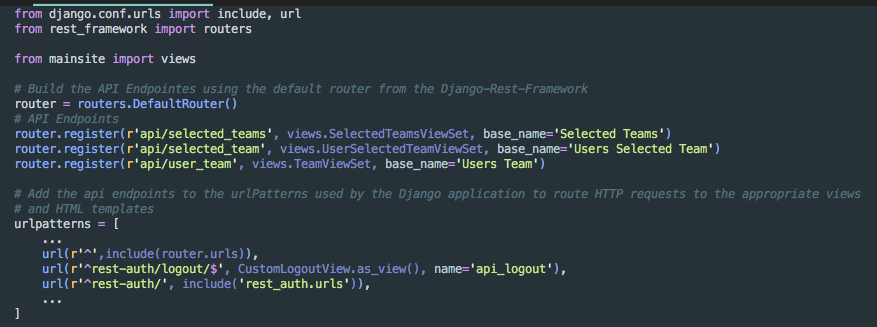 from django.conf.urls import include, url
from rest_framework import routers
from mainsite import views
# Build the API Endpointes using the default router from the Django-Rest-Framework
router = routers.DefaultRouter()
# API Endpoints
router.register(r'api/selected_teams', views.SelectedTeamsViewSet, base_name='Selected Teams')
router.register(r'api/selected_team', views.UserSelectedTeamViewSet, base_name='Users Selected Team')
router.register(r'api/user_team', views.TeamViewSet, base_name='Users Team')
# Add the api endpoints to the urlPatterns used by the Django application to route HTTP requests to the appropriate views
# and HTML templates
urlpatterns = [
...
url(r'^',include(router.urls)),
url(r'^rest-auth/logout/$', CustomLogoutView.as_view(), name='api_logout'),
url(r'^rest-auth/', include('rest_auth.urls')),
...
]